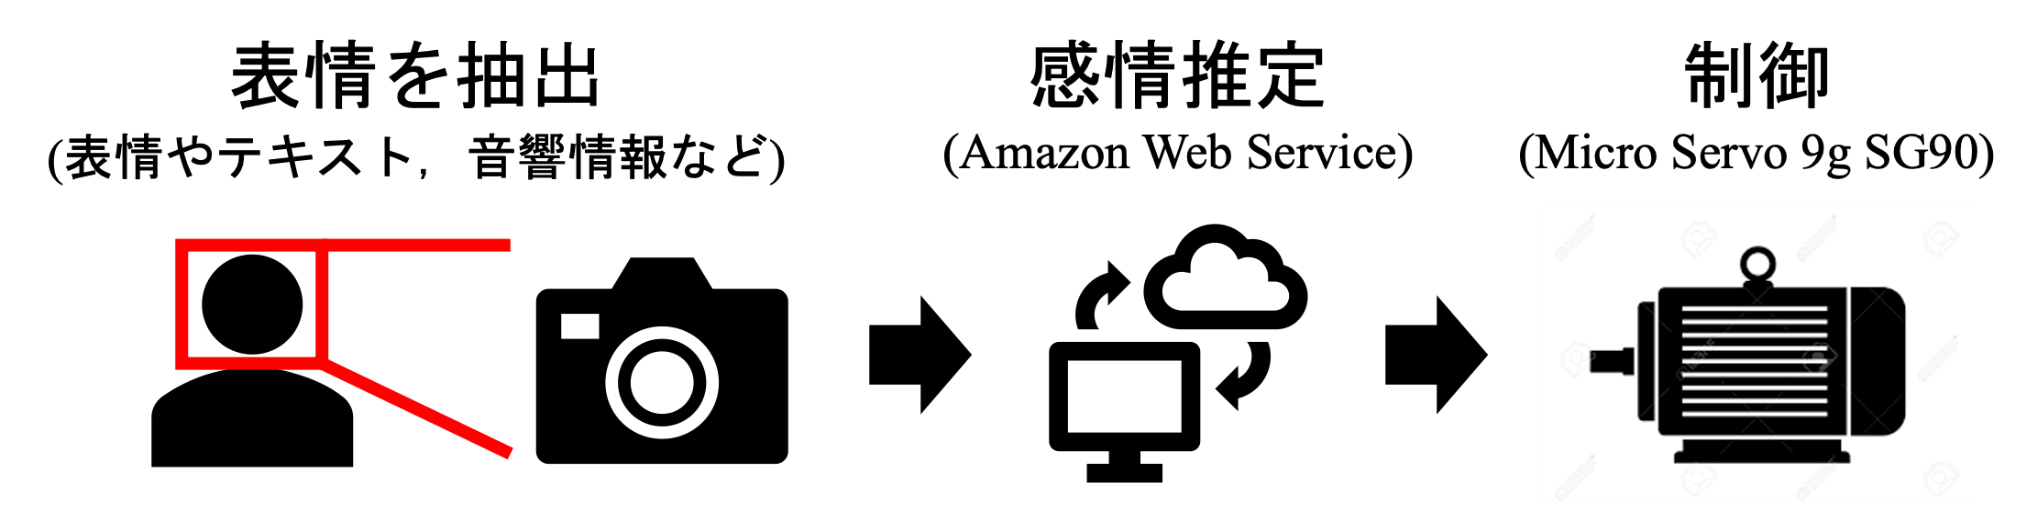 表情を抽出
(表情やテキスト，音響情報など)
感情推定
(Amazon Web Service)
制御
(Micro Servo 9g SG90)